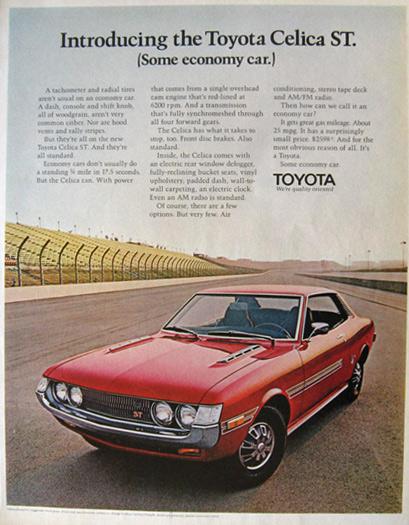 Introducing the Toyota Celica ST.
(Some economy car.)
A tachometer and radial tires
aren't usual on an economy car.
A dash, console and shift knob,
all of woodgrain, aren't very
common either. Nor are hood
vents and rally stripes.
But they're all on the new
Toyota Celica ST. And they're
all standard.
Economy cars don't usually do
a standing ¼ mile in 17.5 seconds.
But the Celica can. With power
that comes from a single overhead
cam engine that's red-lined at
6200 rpm. And a transmission
that's fully synchromeshed through
all four forward gears.
The Celica has what it takes to
stop, too. Front disc brakes. Also
standard.
Inside, the Celica comes with
an electric rear window defogger,
fully-reclining bucket seats, vinyl
upholstery, padded dash, wall-to-
wall carpeting, an electric clock.
Even an AM radio is standard.
Of course, there are a few
options. But very few. Air
conditioning, stereo tape deck
and AM/FM radio.
Then how can we call it an
economy car?
It gets great gas mileage. About
25 mpg. It has a surprisingly
small price. $2598*. And for the
most obvious reason of all. It's
a Toyota.
Some economy car.
TOYOTA
We're quality oriented
ST